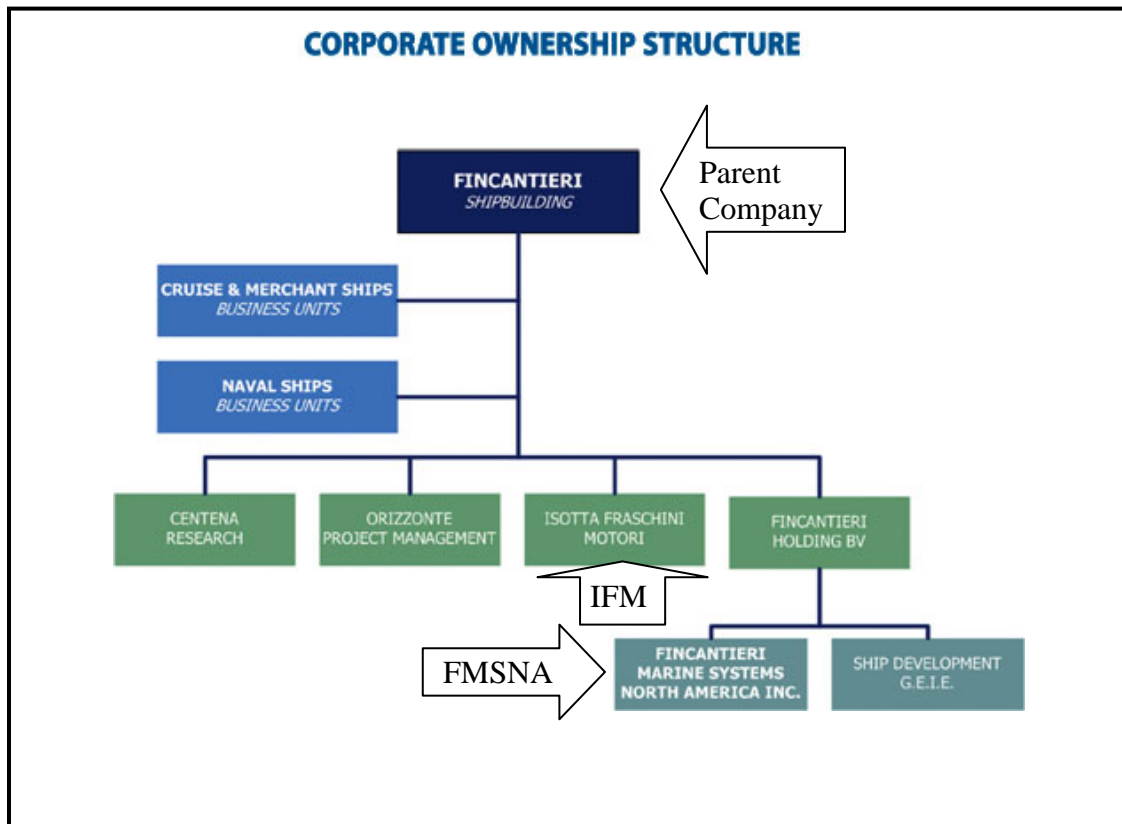 CORPORATE OWNERSHIP STRUCTURE
FINCANTIERI
SHIPBUILDING
Parent
Company
CRUISE & MERCHANT SHIPS
BUSINESS UNITS
NAVAL SHIPS
BUSINESS UNITS
CENTENA
RESEARCH
ORIZZONTE
PROJECT MANAGEMENT
ISOTTA FRASCHINI
MOTORI
FINCANTIERI
HOLDING BV
IFM
FMSNA
FINCANTIERI
MARINE SYSTEMS
NORTH AMERICA INC.
SHIP DEVELOPMENT
G.E.I.E.